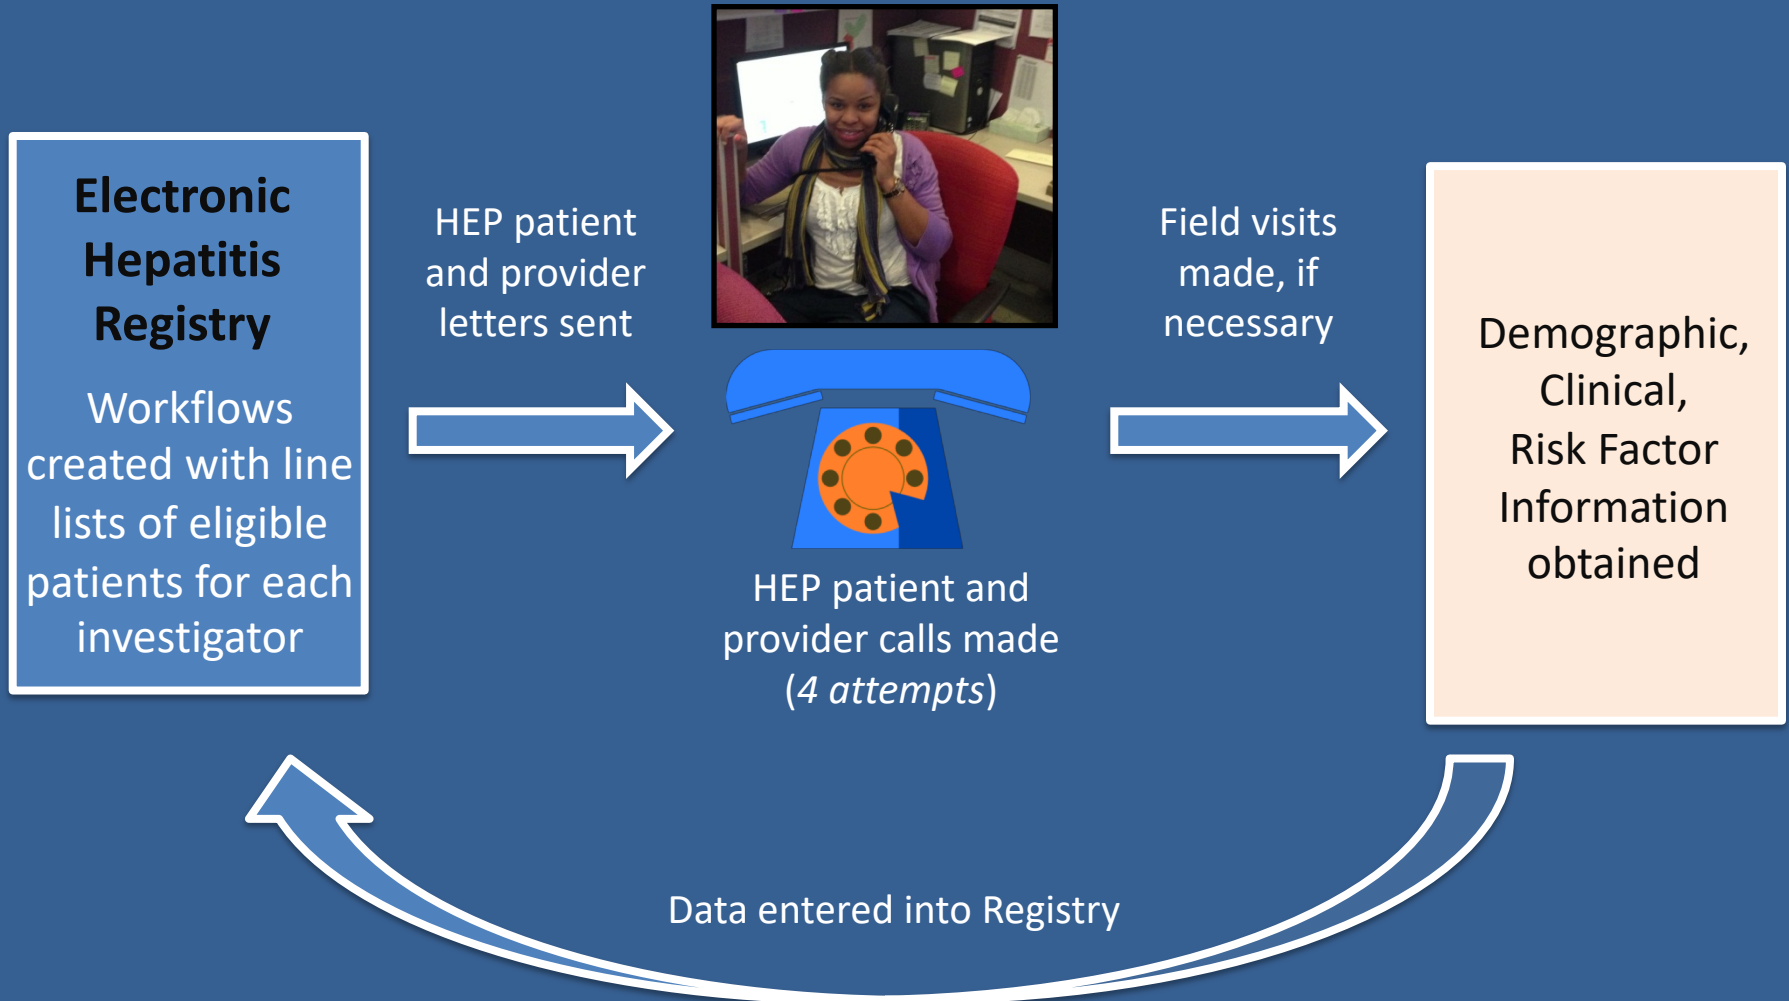 Electronic
Hepatitis
Registry
Workflows
created with line
lists of eligible
patients for each
investigator
HEP patient
and provider
letters sent
HEP patient and
provider calls made
(4 attempts)
Field visits
made, if
necessary
Demographic,
Clinical,
Risk Factor
Information
obtained
Data entered into Registry